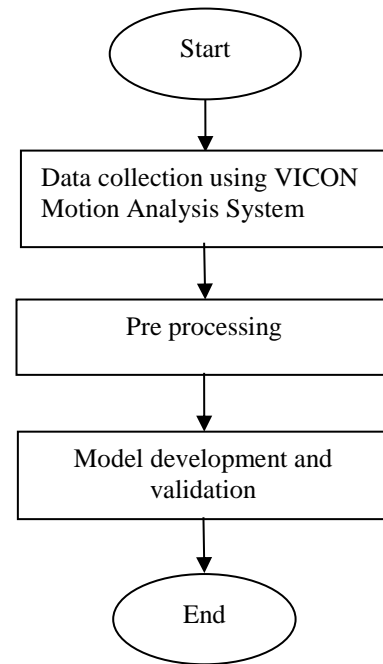 Start
Data collection using VICON
Motion Analysis System
Pre processing
Model development and
validation
End